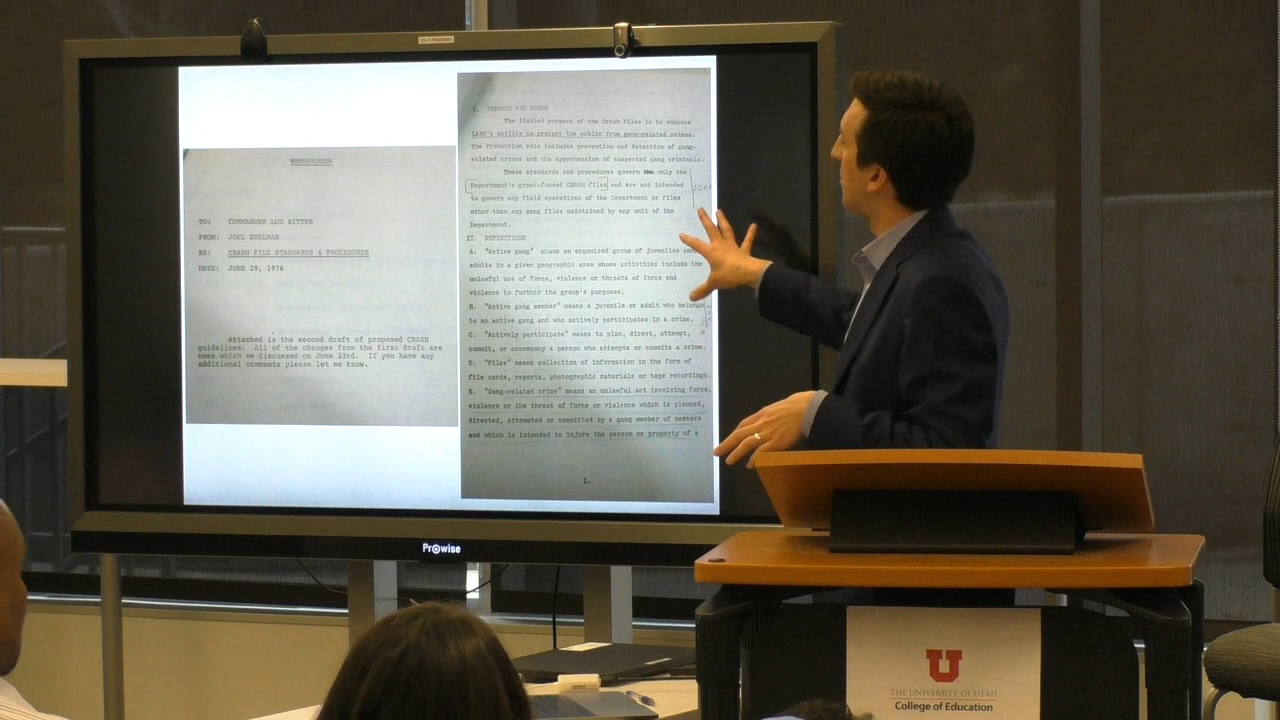 MEMORANDUM
TO: COMMANDER LOU RITTER
FROM: JOEL EDELMAN
RE: CRASH FILE STANDARDS & PROCEDURES
DATE: JUNE 29, 1976
Attached is the second draft of proposed CRASH
guidelines. All of the changes from the first draft are
ones which we discussed on June 23rd. If you have any
additional comments please let me know.
I. PURPOSE AND SCOPE
The limited purpose of the Crash Files is to enhance
LAPD's ability to protect the public from gang-related crimes.
The Protection role includes prevention and detection of gang-
related crimes and the apprehension of suspected gang criminals.
These standards and procedures govern only the
Department's grant-funded CRASH files and are not intended
to govern any field operations of the Department or files
other than any gang files maintained by any unit of the
Department.
II. DEFINITIONS
A. "Active gang" means an organized group of juveniles and
adults in a given geographic area whose activities include the
unlawful use of force, violence or threats of force and
violence to further the group's purposes.
B. "Active gang member" means a juvenile or adult who belongs
to an active gang and who actively participates in a crime.
C. "Actively participate" means to plan, direct, attempt,
commit, or accompany a person who attempts or commits a crime.
D. "Files" means collection of information in the form of
file cards, reports, photographic materials or tape recordings.
E. "Gang-related crime" means an unlawful act involving force,
violence or the threat of force or violence which is planned,
directed, attempted or committed by a gang member of members
and which is intended to injure the person or property of a
1.
Prowise
U
THE UNIVERSITY OF UTAH
College of Education